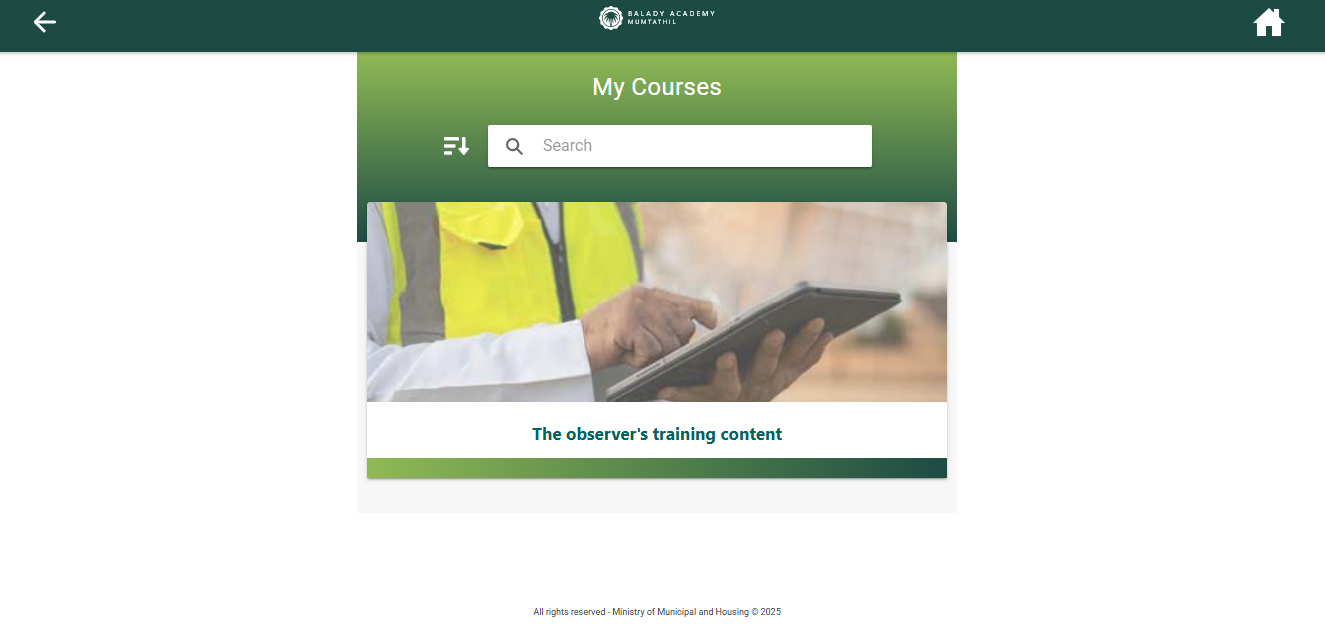 BALADY ACADEMY
MUMTATHIL
My Courses
Search
The observer's training content
All rights reserved - Ministry of Municipal and Housing © 2025